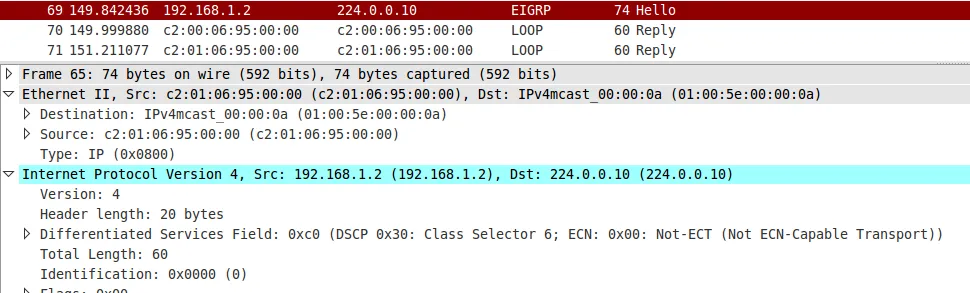 69 149.842436 192.168.1.2 224.0.0.10 EIGRP 74 Hello
70 149.999880 c2:00:06:95:00:00 c2:00:06:95:00:00 LOOP 60 Reply
71 151.211077 c2:01:06:95:00:00 c2:01:06:95:00:00 LOOP 60 Reply
Frame 65: 74 bytes on wire (592 bits), 74 bytes captured (592 bits)
Ethernet II, Src: c2:01:06:95:00:00 (c2:01:06:95:00:00), Dst: IPv4mcast_00:00:0a (01:00:5e:00:00:0a)
Destination: IPv4mcast_00:00:0a (01:00:5e:00:00:0a)
Source: c2:01:06:95:00:00 (c2:01:06:95:00:00)
Type: IP (0x0800)
Internet Protocol Version 4, Src: 192.168.1.2 (192.168.1.2), Dst: 224.0.0.10 (224.0.0.10)
Version: 4
Header length: 20 bytes
Differentiated Services Field: 0xc0 (DSCP 0x30: Class Selector 6; ECN: 0x00: Not-ECT (Not ECN-Capable Transport))
Total Length: 60
Identification: 0x0000 (0)
Flags: 0x00